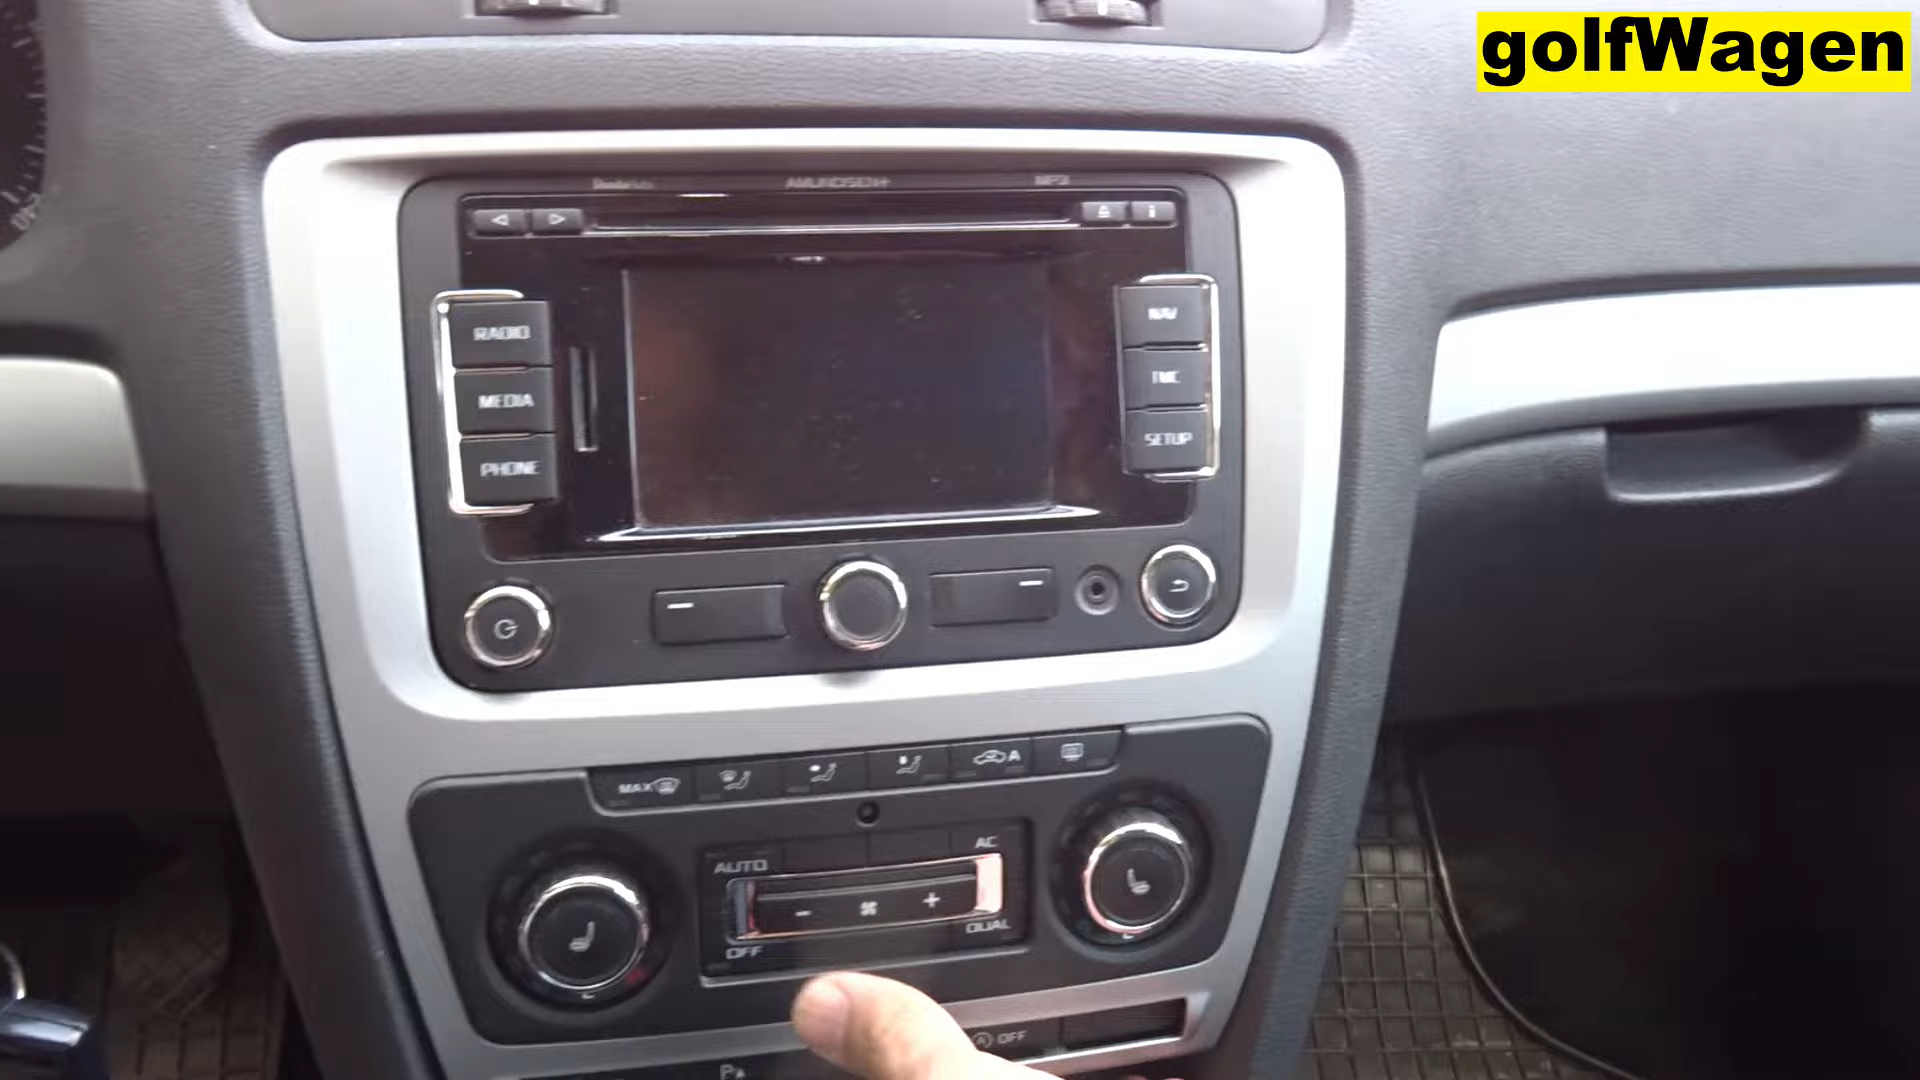 golfWagen
AMUNDSEN+
MP3
RADIO
NAV
MEDIA
TMC
PHONE
SETUP
MAX
A
AUTO
AC
- +
OFF
DUAL
OFF
P